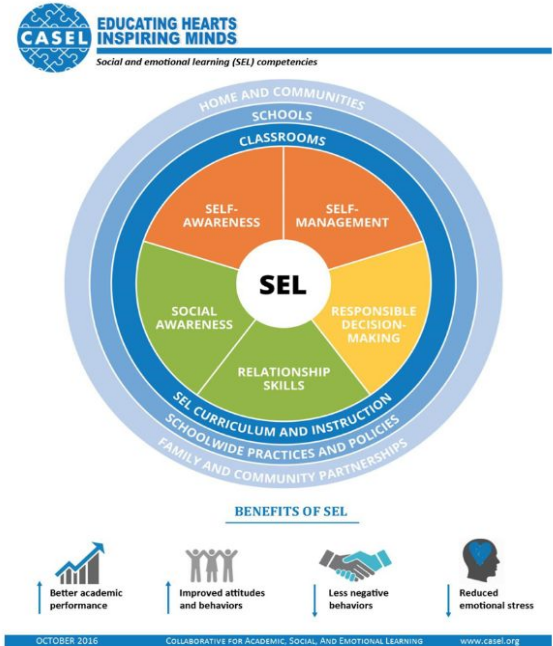 CASEL
EDUCATING HEARTS
INSPIRING MINDS
Social and emotional learning (SEL) competencies
HOME AND COMMUNITIES
SCHOOLS
CLASSROOMS
SELF-
AWARENESS
SELF-
MANAGEMENT
SEL
SOCIAL
AWARENESS
RESPONSIBLE
DECISION-
MAKING
RELATIONSHIP
SKILLS
SEL CURRICULUM AND INSTRUCTION
SCHOOLWIDE PRACTICES AND POLICIES
FAMILY AND COMMUNITY PARTNERSHIPS
BENEFITS OF SEL
Better academic
performance
Improved attitudes
and behaviors
Less negative
behaviors
Reduced
emotional stress
OCTOBER 2016
COLLABORATIVE FOR ACADEMIC, SOCIAL, AND EMOTIONAL LEARNING
www.casel.org